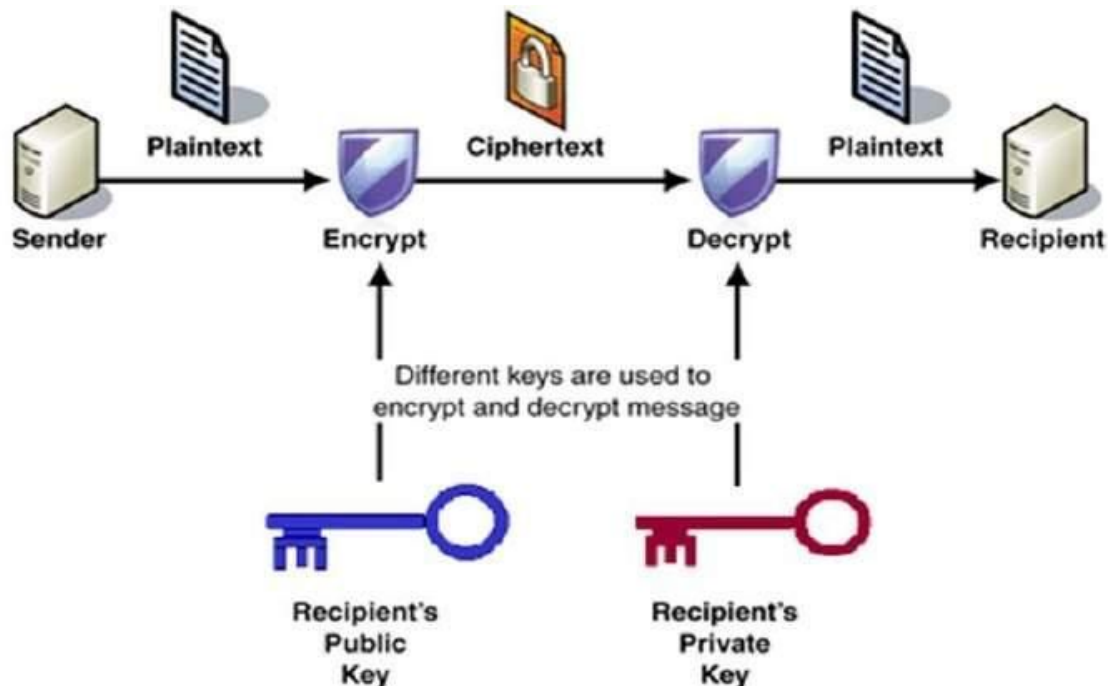 Plaintext
Ciphertext
Plaintext
Sender
Encrypt
Decrypt
Recipient
Different keys are used to
encrypt and decrypt message
Recipient's
Public
Key
Recipient's
Private
Key